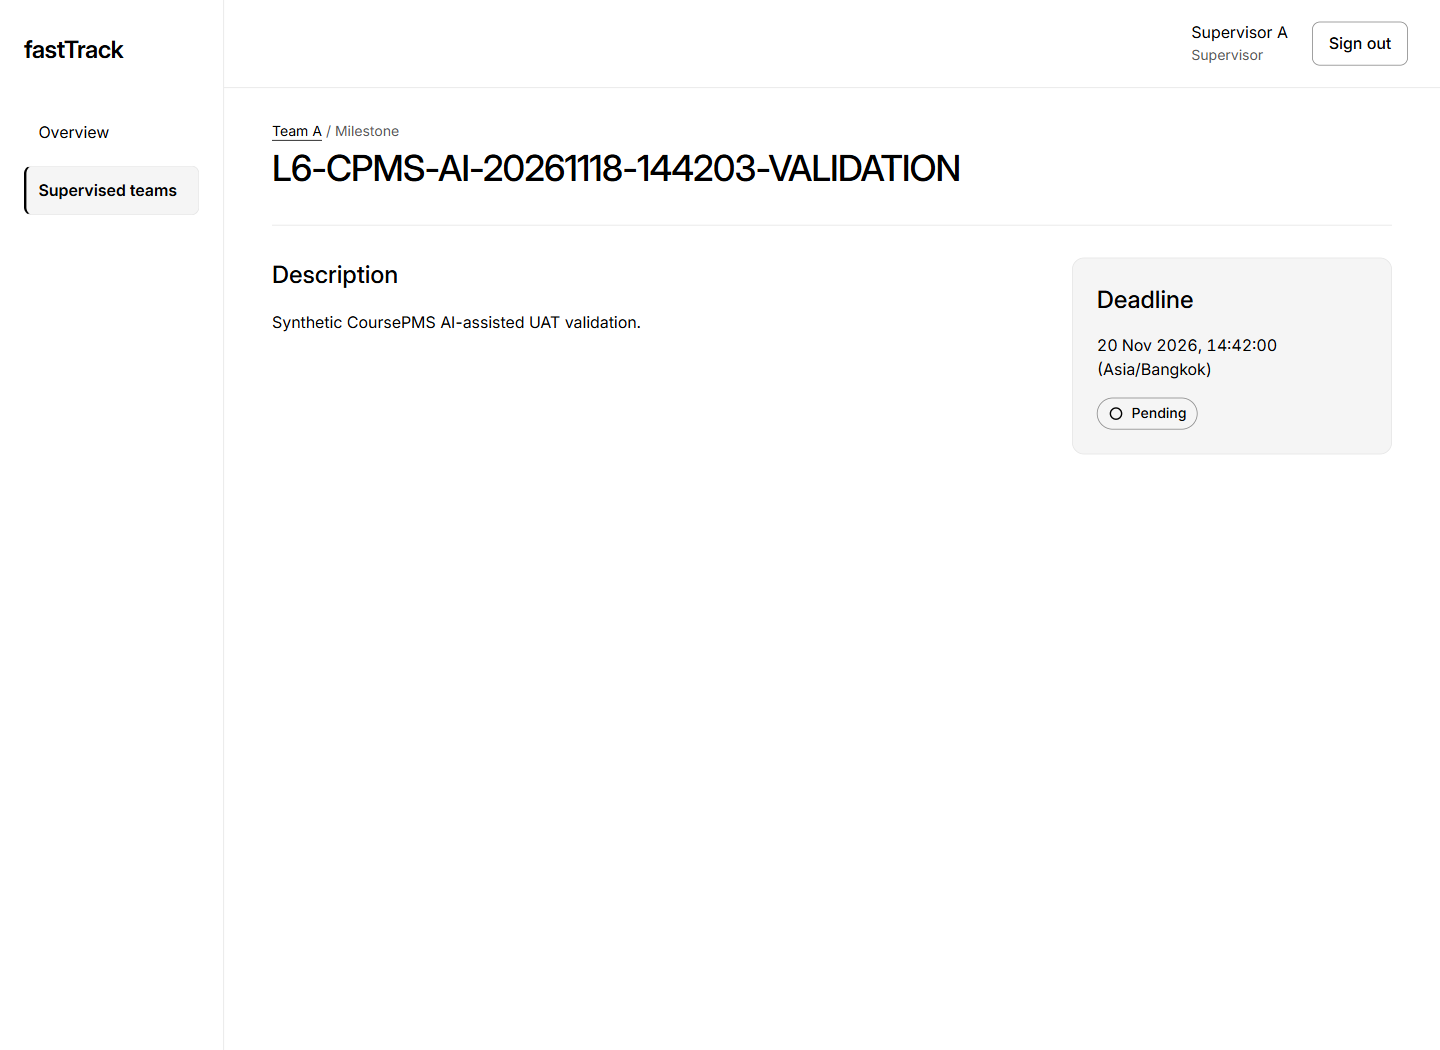 fastTrack
Overview
Supervised teams
Supervisor A
Supervisor
Sign out
Team A / Milestone
L6-CPMS-AI-20261118-144203-VALIDATION
Description
Synthetic CoursePMS AI-assisted UAT validation.
Deadline
20 Nov 2026, 14:42:00
(Asia/Bangkok)
Pending